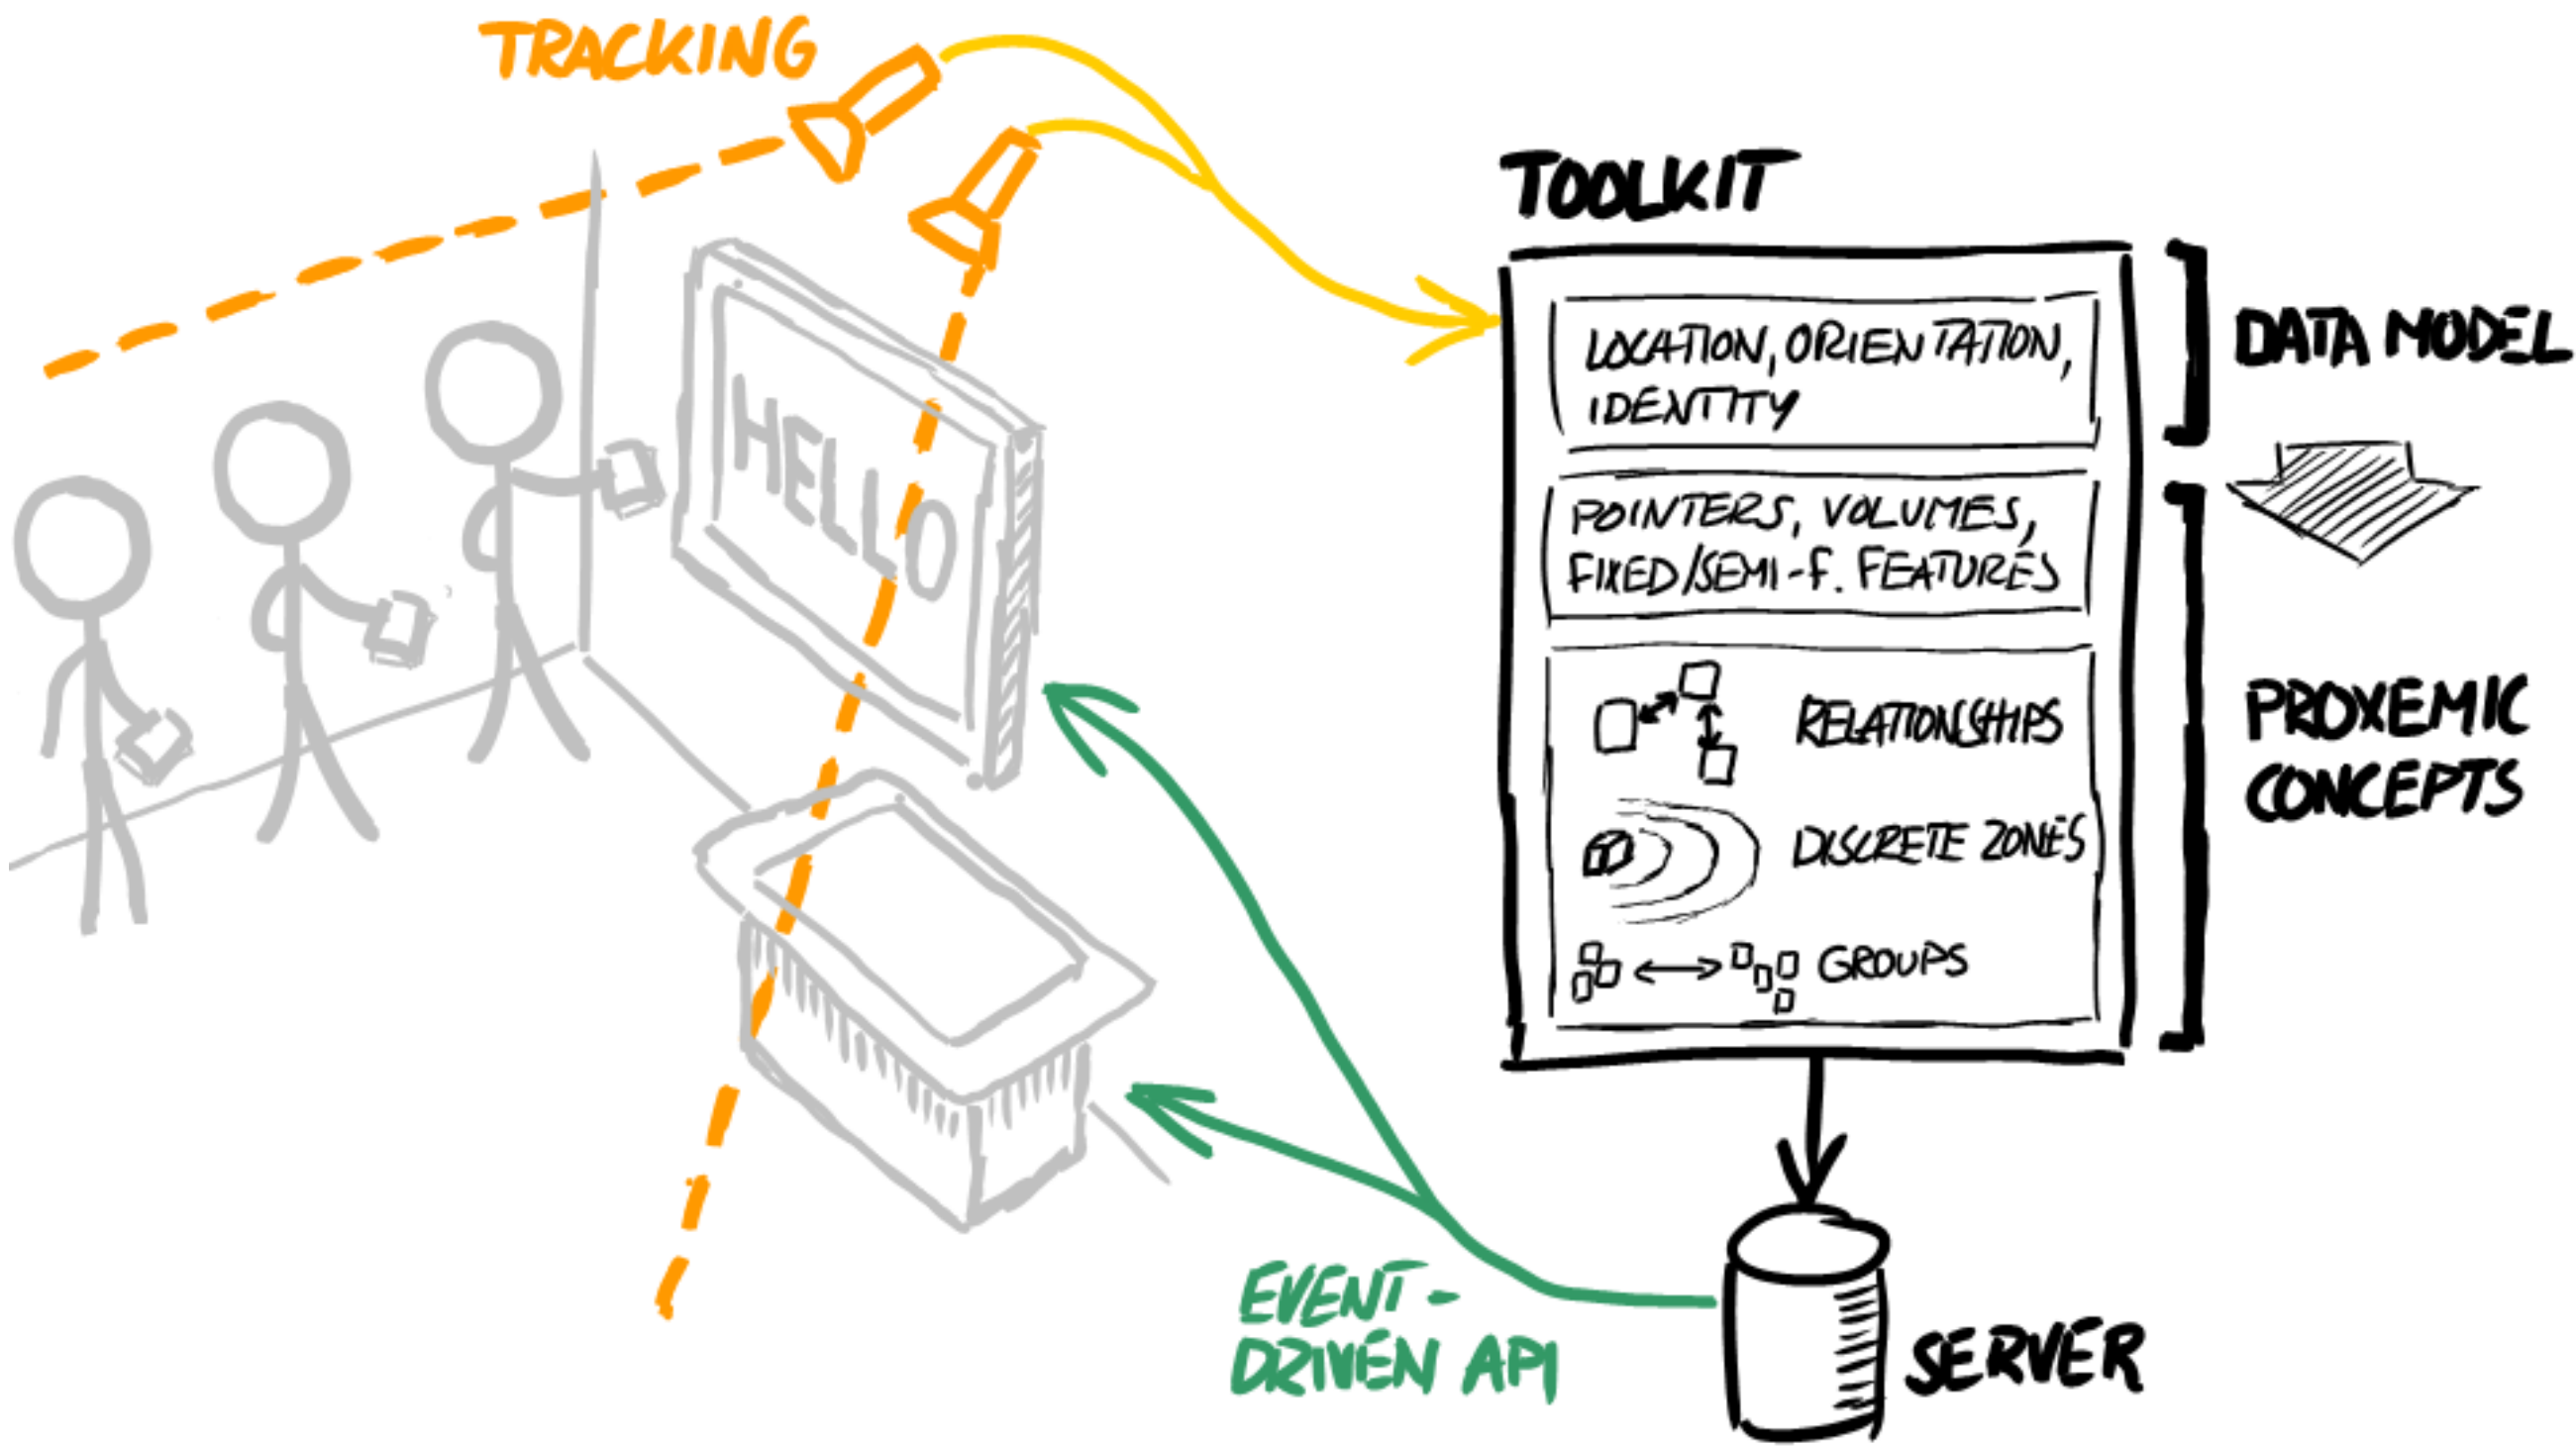 TRACKING
HELLO
TOOLKIT
LOCATION, ORIENTATION,
IDENTITY
POINTERS, VOLUMES,
FIXED/SEMI-F. FEATURES
RELATIONSHIPS
DISCRETE ZONES
GROUPS
DATA MODEL
PROXEMIC
CONCEPTS
EVENT-
DRIVEN API
SERVER